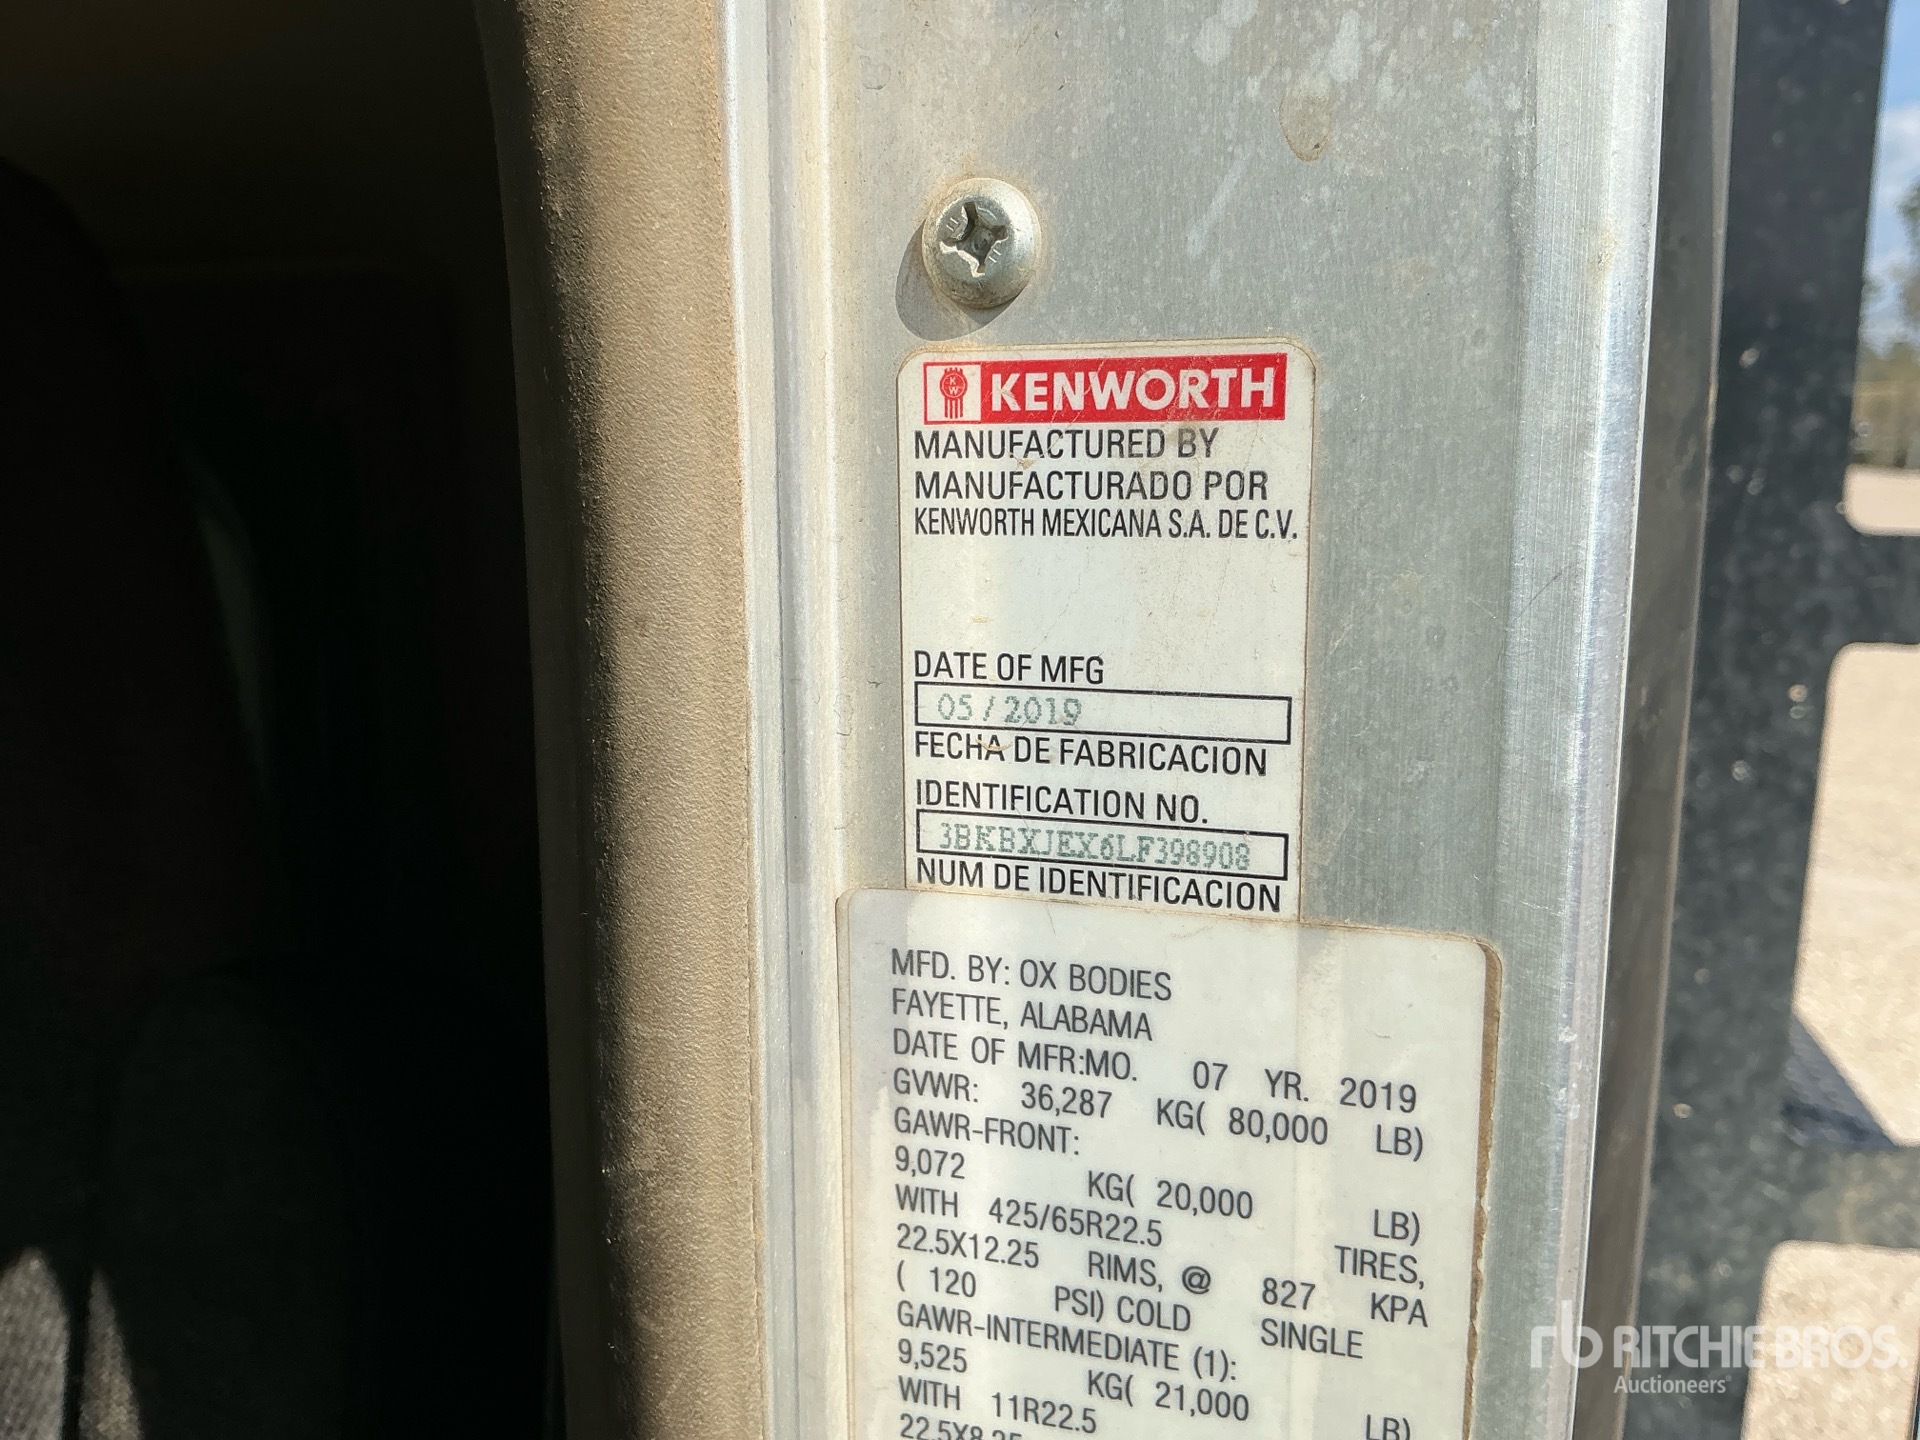 KW KENWORTH
MANUFACTURED BY
MANUFACTURADO POR
KENWORTH MEXICANA S.A. DE C.V.
DATE OF MFG
05/2019
FECHA DE FABRICACION
IDENTIFICATION NO.
3BKBXJEX6LF398908
NUM DE IDENTIFICACION
MFD. BY: OX BODIES
FAYETTE, ALABAMA
DATE OF MFR:MO. 07 YR. 2019
GVWR: 36,287 KG( 80,000 LB)
GAWR-FRONT:
9,072 KG( 20,000 LB)
WITH 425/65R22.5 TIRES,
22.5X12.25 RIMS, @ 827 KPA
( 120 PSI) COLD SINGLE
GAWR-INTERMEDIATE (1):
9,525 KG( 21,000 LB)
WITH 11R22.5
rb RITCHIE BROS.
Auctioneers